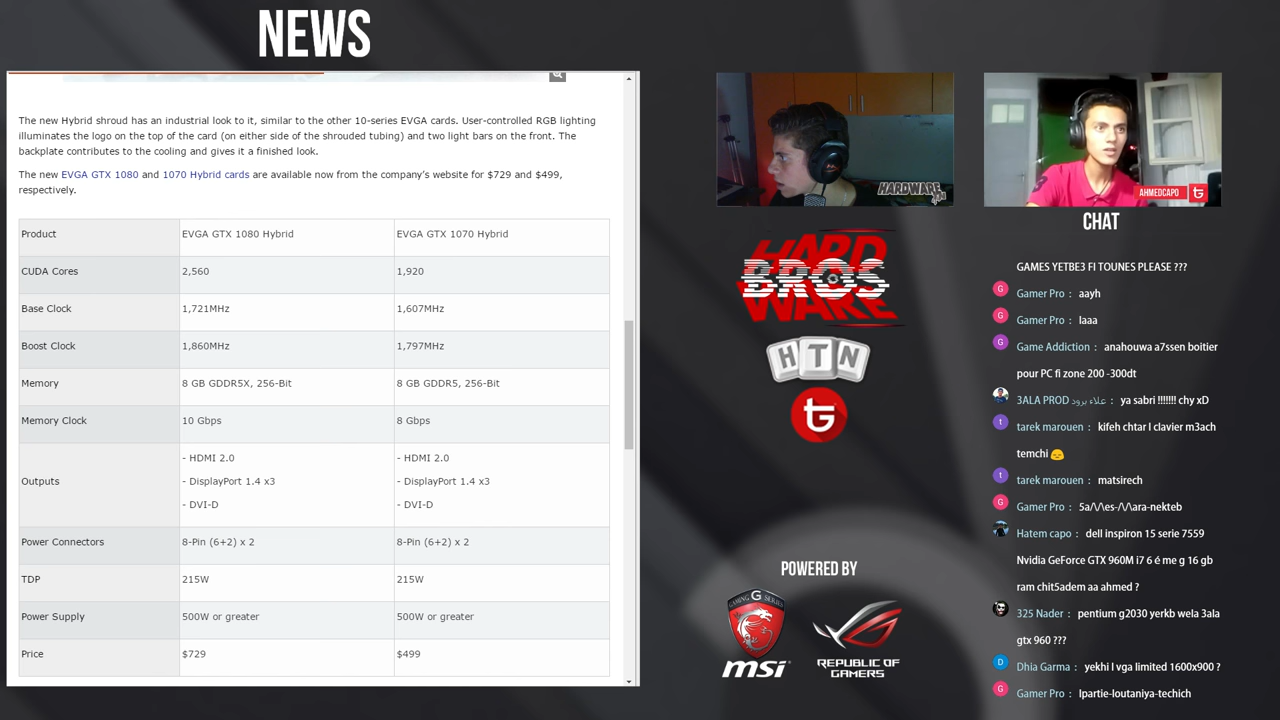 NEWS
The new Hybrid shroud has an industrial look to it, similar to the other 10-series EVGA cards. User-controlled RGB lighting
illuminates the logo on the top of the card (on either side of the shrouded tubing) and two light bars on the front. The
backplate contributes to the cooling and gives it a finished look.
The new EVGA GTX 1080 and 1070 Hybrid cards are available now from the company's website for $729 and $499,
respectively.
Product EVGA GTX 1080 Hybrid EVGA GTX 1070 Hybrid
CUDA Cores 2,560 1,920
Base Clock 1,721MHz 1,607MHz
Boost Clock 1,860MHz 1,797MHz
Memory 8 GB GDDR5X, 256-Bit 8 GB GDDR5, 256-Bit
Memory Clock 10 Gbps 8 Gbps
Outputs
- HDMI 2.0 - HDMI 2.0
- DisplayPort 1.4 x3 - DisplayPort 1.4 x3
- DVI-D - DVI-D
Power Connectors 8-Pin (6+2) x 2 8-Pin (6+2) x 2
TDP 215W 215W
Power Supply 500W or greater 500W or greater
Price $729 $499
HARDWARE
AHMEDCAPO tG
HARD
BROS
WARE
HTN
tG
POWERED BY
GAMING G SERIES
msi
REPUBLIC OF
GAMERS
CHAT
GAMES YETBE3 FI TOUNES PLEASE ???
G Gamer Pro : aayh
G Gamer Pro : laaa
G Game Addiction : anahouwa a7ssen boitier
pour PC fi zone 200 -300dt
3ALA PROD علاء برود : ya sabri !!!!!!! chy xD
t tarek marouen : kifeh chtar l clavier m3ach
temchi 😔
t tarek marouen : matsirech
G Gamer Pro : 5a/\/\es-/\/\ara-nekteb
Hatem capo : dell inspiron 15 serie 7559
Nvidia GeForce GTX 960M i7 6 é me g 16 gb
ram chit5adem aa ahmed ?
325 Nader : pentium g2030 yerkb wela 3ala
gtx 960 ???
D Dhia Garma : yekhi l vga limited 1600x900 ?
G Gamer Pro : lpartie-loutaniya-techich